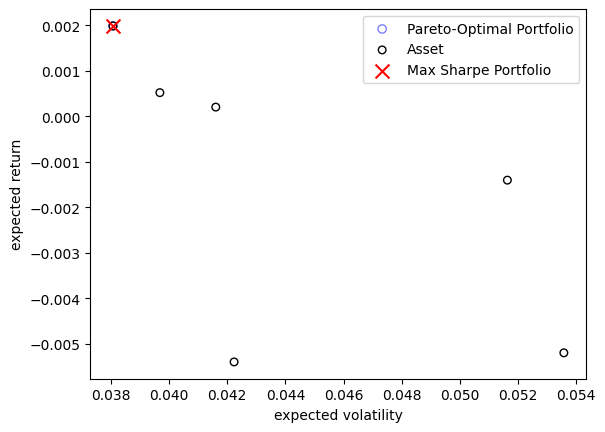 0.002
0.001
0.000
−0.001
−0.002
−0.003
−0.004
−0.005
expected return
Pareto-Optimal Portfolio
Asset
Max Sharpe Portfolio
0.038 0.040 0.042 0.044 0.046 0.048 0.050 0.052 0.054
expected volatility